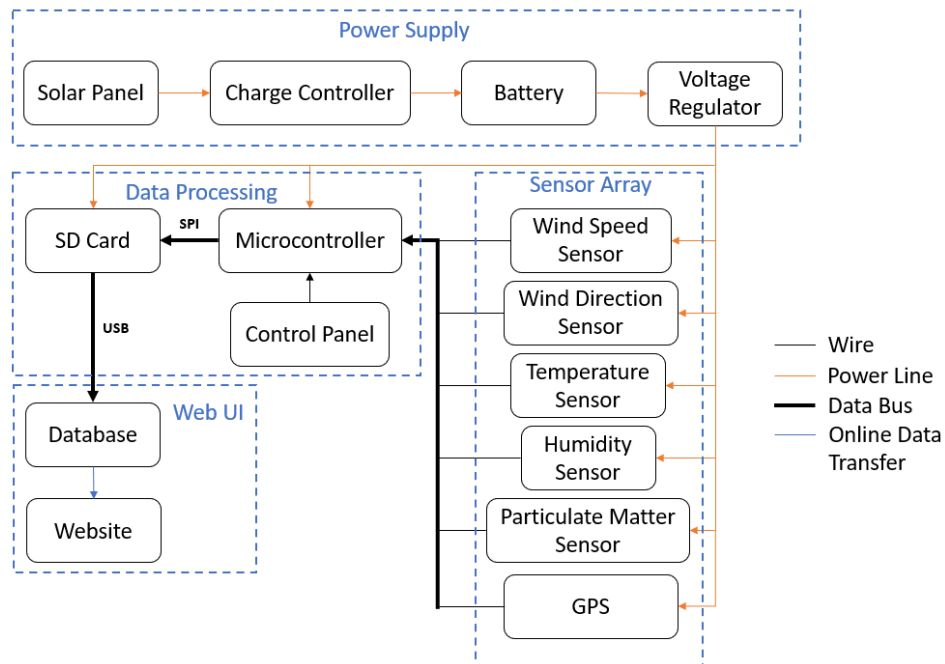 Power Supply
Solar Panel
Charge Controller
Battery
Voltage
Regulator
Data Processing
SD Card
SPI
Microcontroller
Control Panel
USB
Sensor Array
Wind Speed
Sensor
Wind Direction
Sensor
Temperature
Sensor
Humidity
Sensor
Particulate Matter
Sensor
GPS
Web UI
Database
Website
Wire
Power Line
Data Bus
Online Data
Transfer